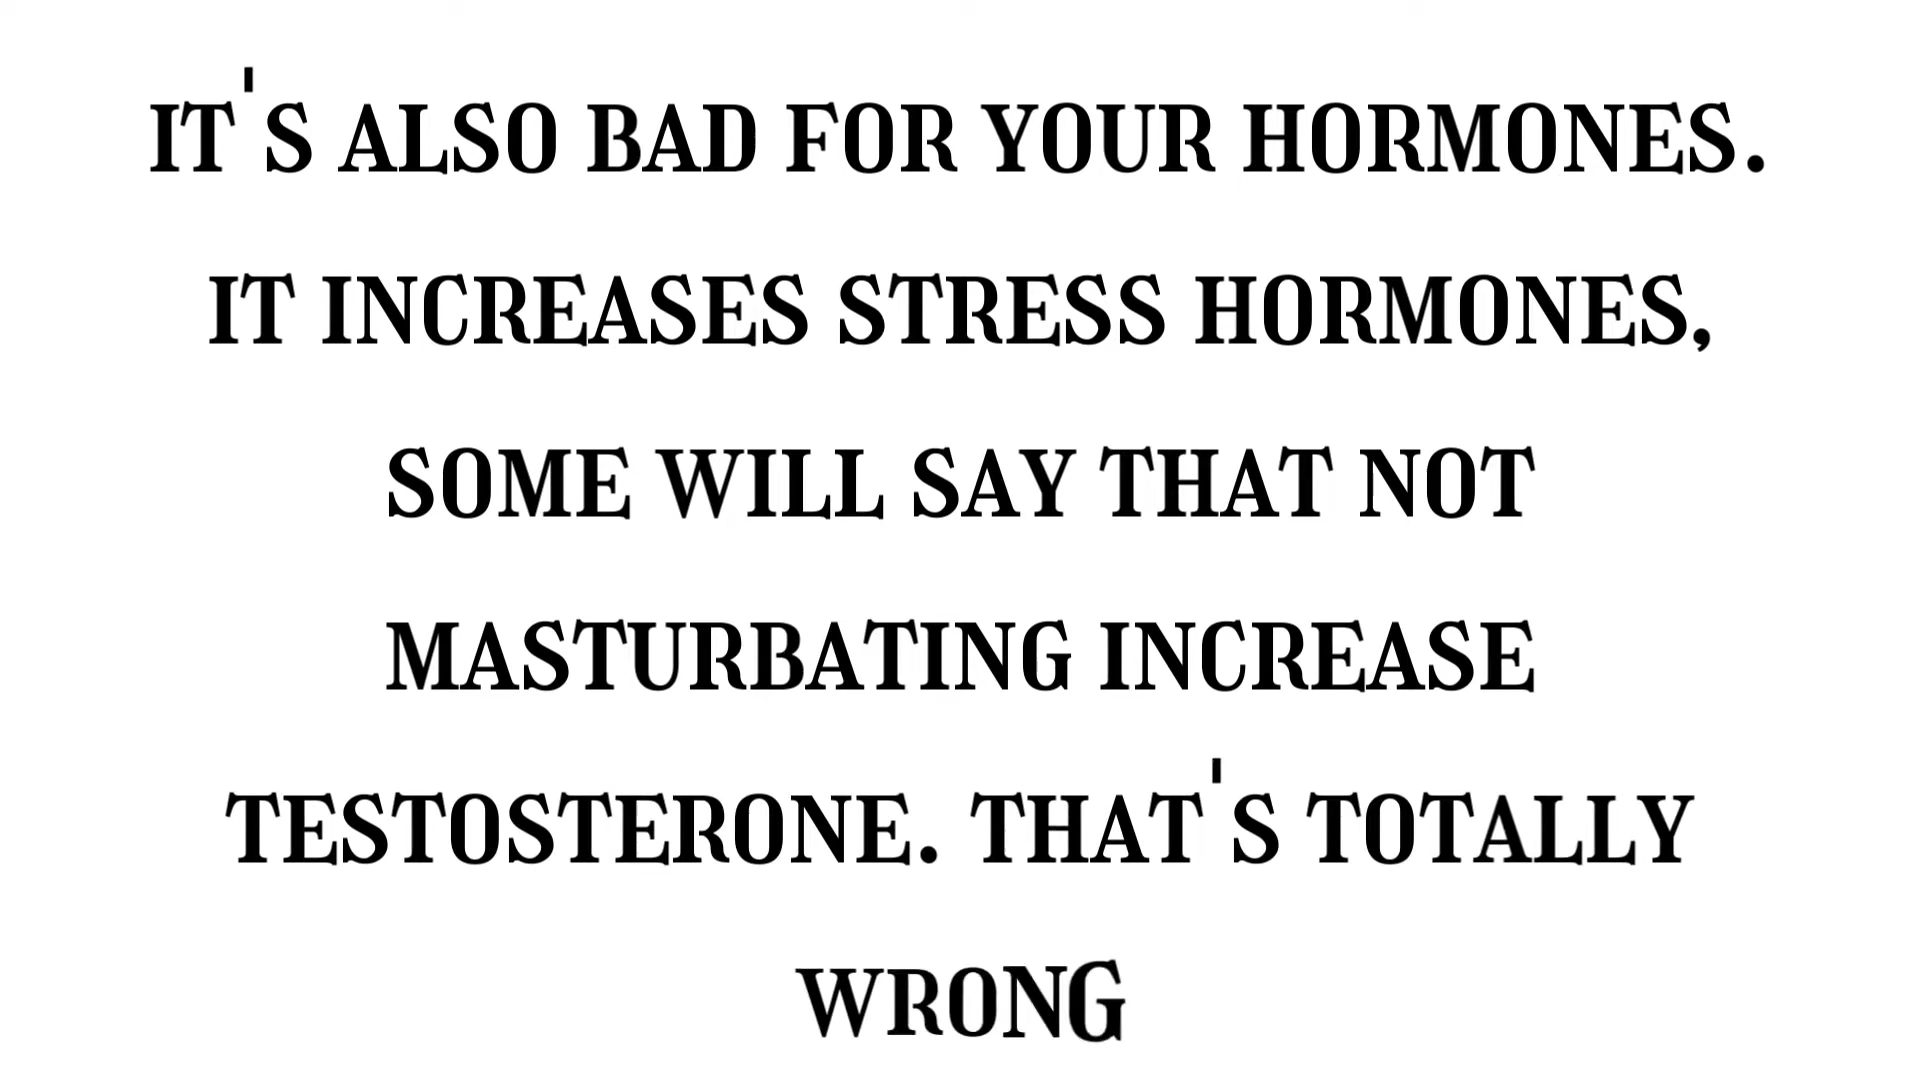 IT'S ALSO BAD FOR YOUR HORMONES.
IT INCREASES STRESS HORMONES,
SOME WILL SAY THAT NOT
MASTURBATING INCREASE
TESTOSTERONE. THAT'S TOTALLY
WRONG